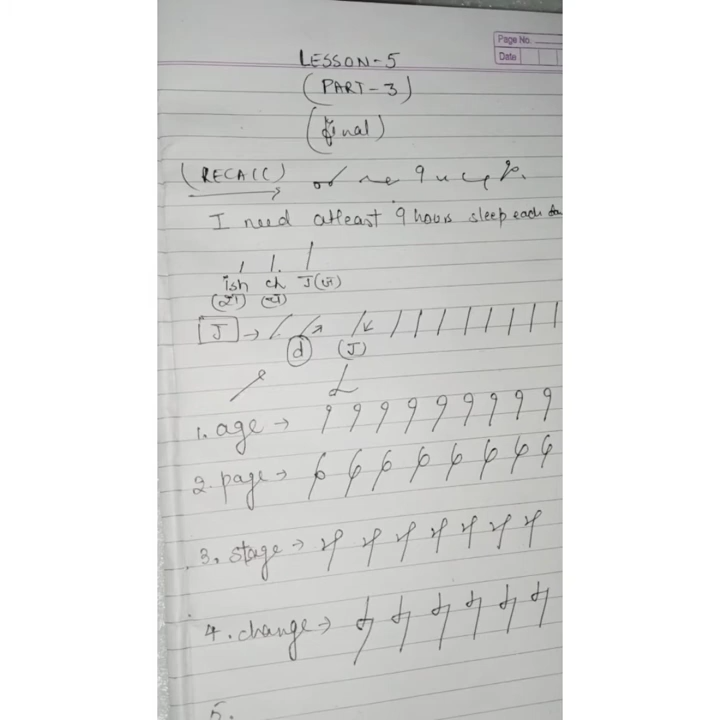 Page No.
Date
LESSON-5
(PART-3)
(final)
(RECALL)
I need atleast 9 hours sleep each
ish ch J(ज)
(श) (च)
[J] →
(d) (J)
1. age →
2. page →
3. stage →
4. change →
5.